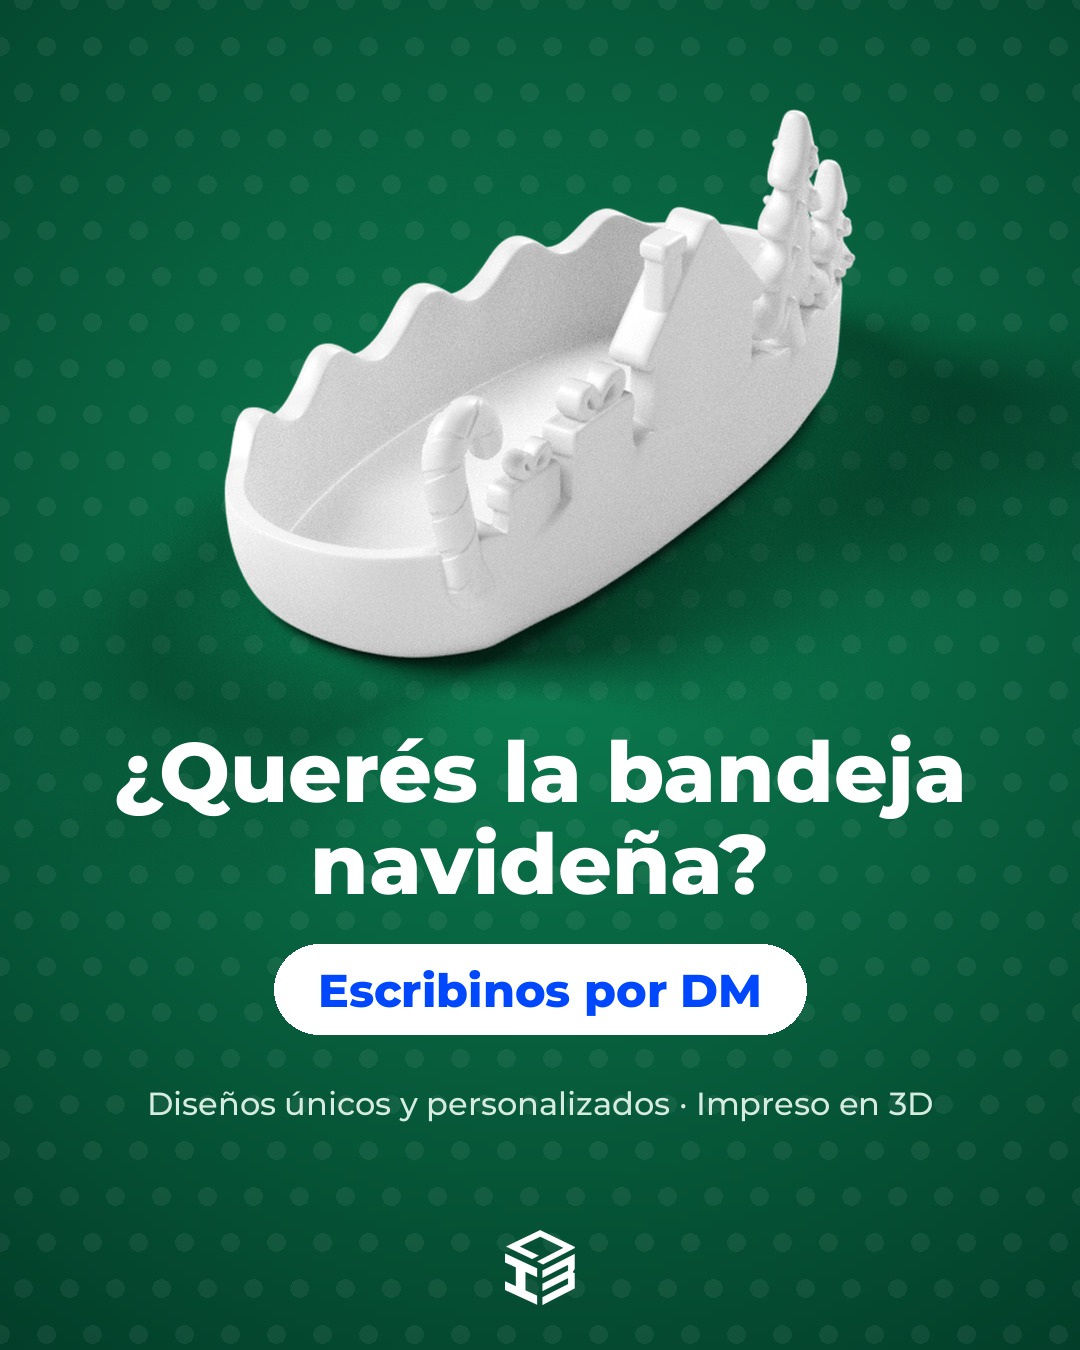 ¿Querés la bandeja
navideña?
Escribinos por DM
Diseños únicos y personalizados · Impreso en 3D